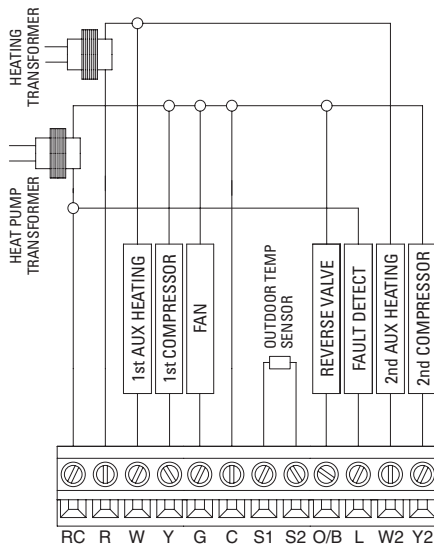 HEATING
TRANSFORMER
HEAT PUMP
TRANSFORMER
1st AUX HEATING
1st COMPRESSOR
FAN
OUTDOOR TEMP
SENSOR
REVERSE VALVE
FAULT DETECT
2nd AUX HEATING
2nd COMPRESSOR
RC R W Y G C S1 S2 O/B L W2 Y2